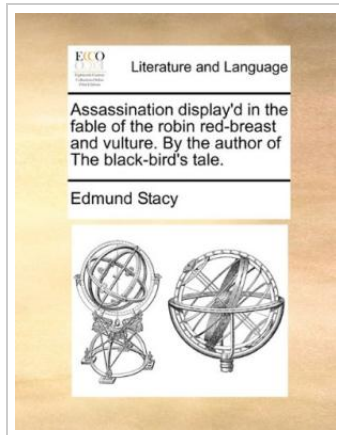 ECCO
Literature and Language
Assassination display'd in the
fable of the robin red-breast
and vulture. By the author of
The black-bird's tale.
Edmund Stacy